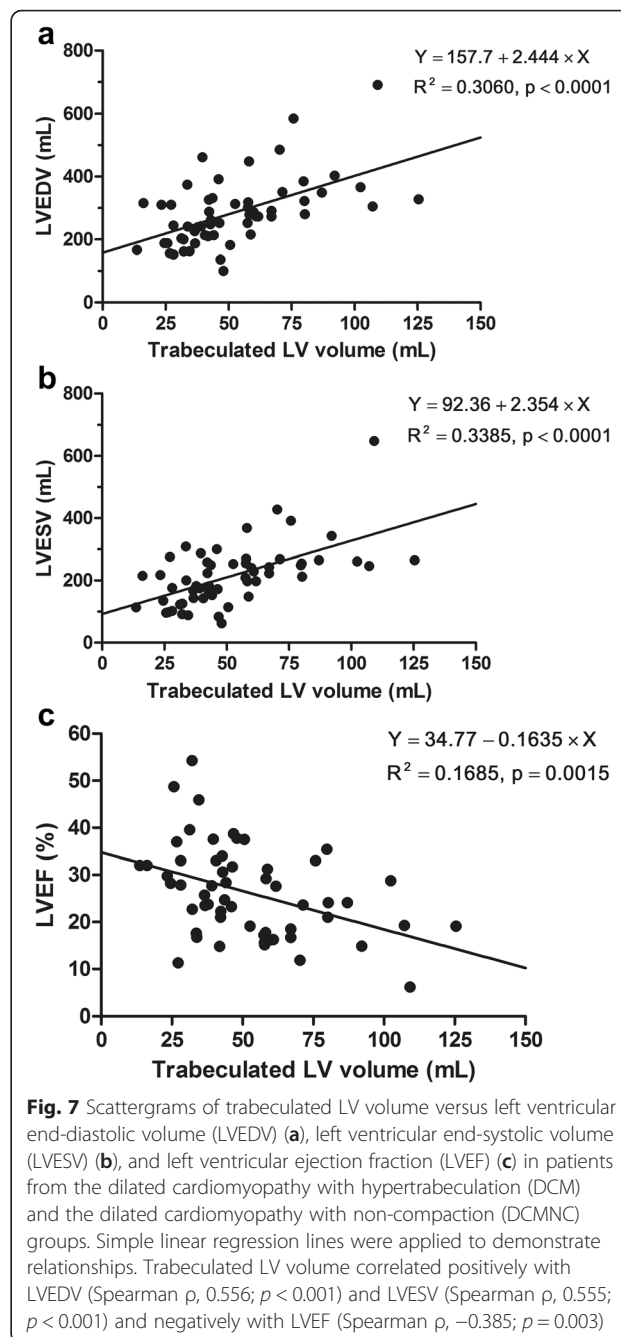 a
Y = 157.7 + 2.444 × X
R² = 0.3060, p < 0.0001
800
600
400
200
0
LVEDV (mL)
0 25 50 75 100 125 150
Trabeculated LV volume (mL)
b
Y = 92.36 + 2.354 × X
R² = 0.3385, p < 0.0001
800
600
400
200
0
LVESV (mL)
0 25 50 75 100 125 150
Trabeculated LV volume (mL)
c
Y = 34.77 − 0.1635 × X
R² = 0.1685, p = 0.0015
60
50
40
30
20
10
0
LVEF (%)
0 25 50 75 100 125 150
Trabeculated LV volume (mL)
Fig. 7 Scattergrams of trabeculated LV volume versus left ventricular
end-diastolic volume (LVEDV) (a), left ventricular end-systolic volume
(LVESV) (b), and left ventricular ejection fraction (LVEF) (c) in patients
from the dilated cardiomyopathy with hypertrabeculation (DCM)
and the dilated cardiomyopathy with non-compaction (DCMNC)
groups. Simple linear regression lines were applied to demonstrate
relationships. Trabeculated LV volume correlated positively with
LVEDV (Spearman ρ, 0.556; p < 0.001) and LVESV (Spearman ρ, 0.555;
p < 0.001) and negatively with LVEF (Spearman ρ, −0.385; p = 0.003)